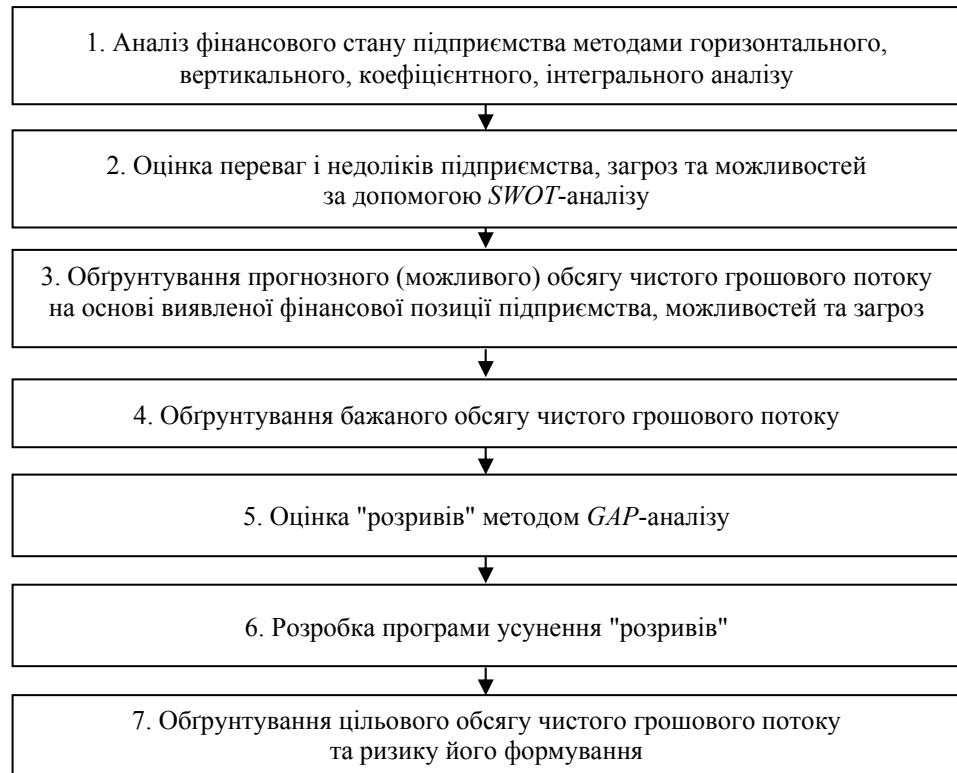 1. Аналіз фінансового стану підприємства методами горизонтального,
вертикального, коефіцієнтного, інтегрального аналізу
2. Оцінка переваг і недоліків підприємства, загроз та можливостей
за допомогою SWOT-аналізу
3. Обґрунтування прогнозного (можливого) обсягу чистого грошового потоку
на основі виявленої фінансової позиції підприємства, можливостей та загроз
4. Обґрунтування бажаного обсягу чистого грошового потоку
5. Оцінка "розривів" методом GAP-аналізу
6. Розробка програми усунення "розривів"
7. Обґрунтування цільового обсягу чистого грошового потоку
та ризику його формування